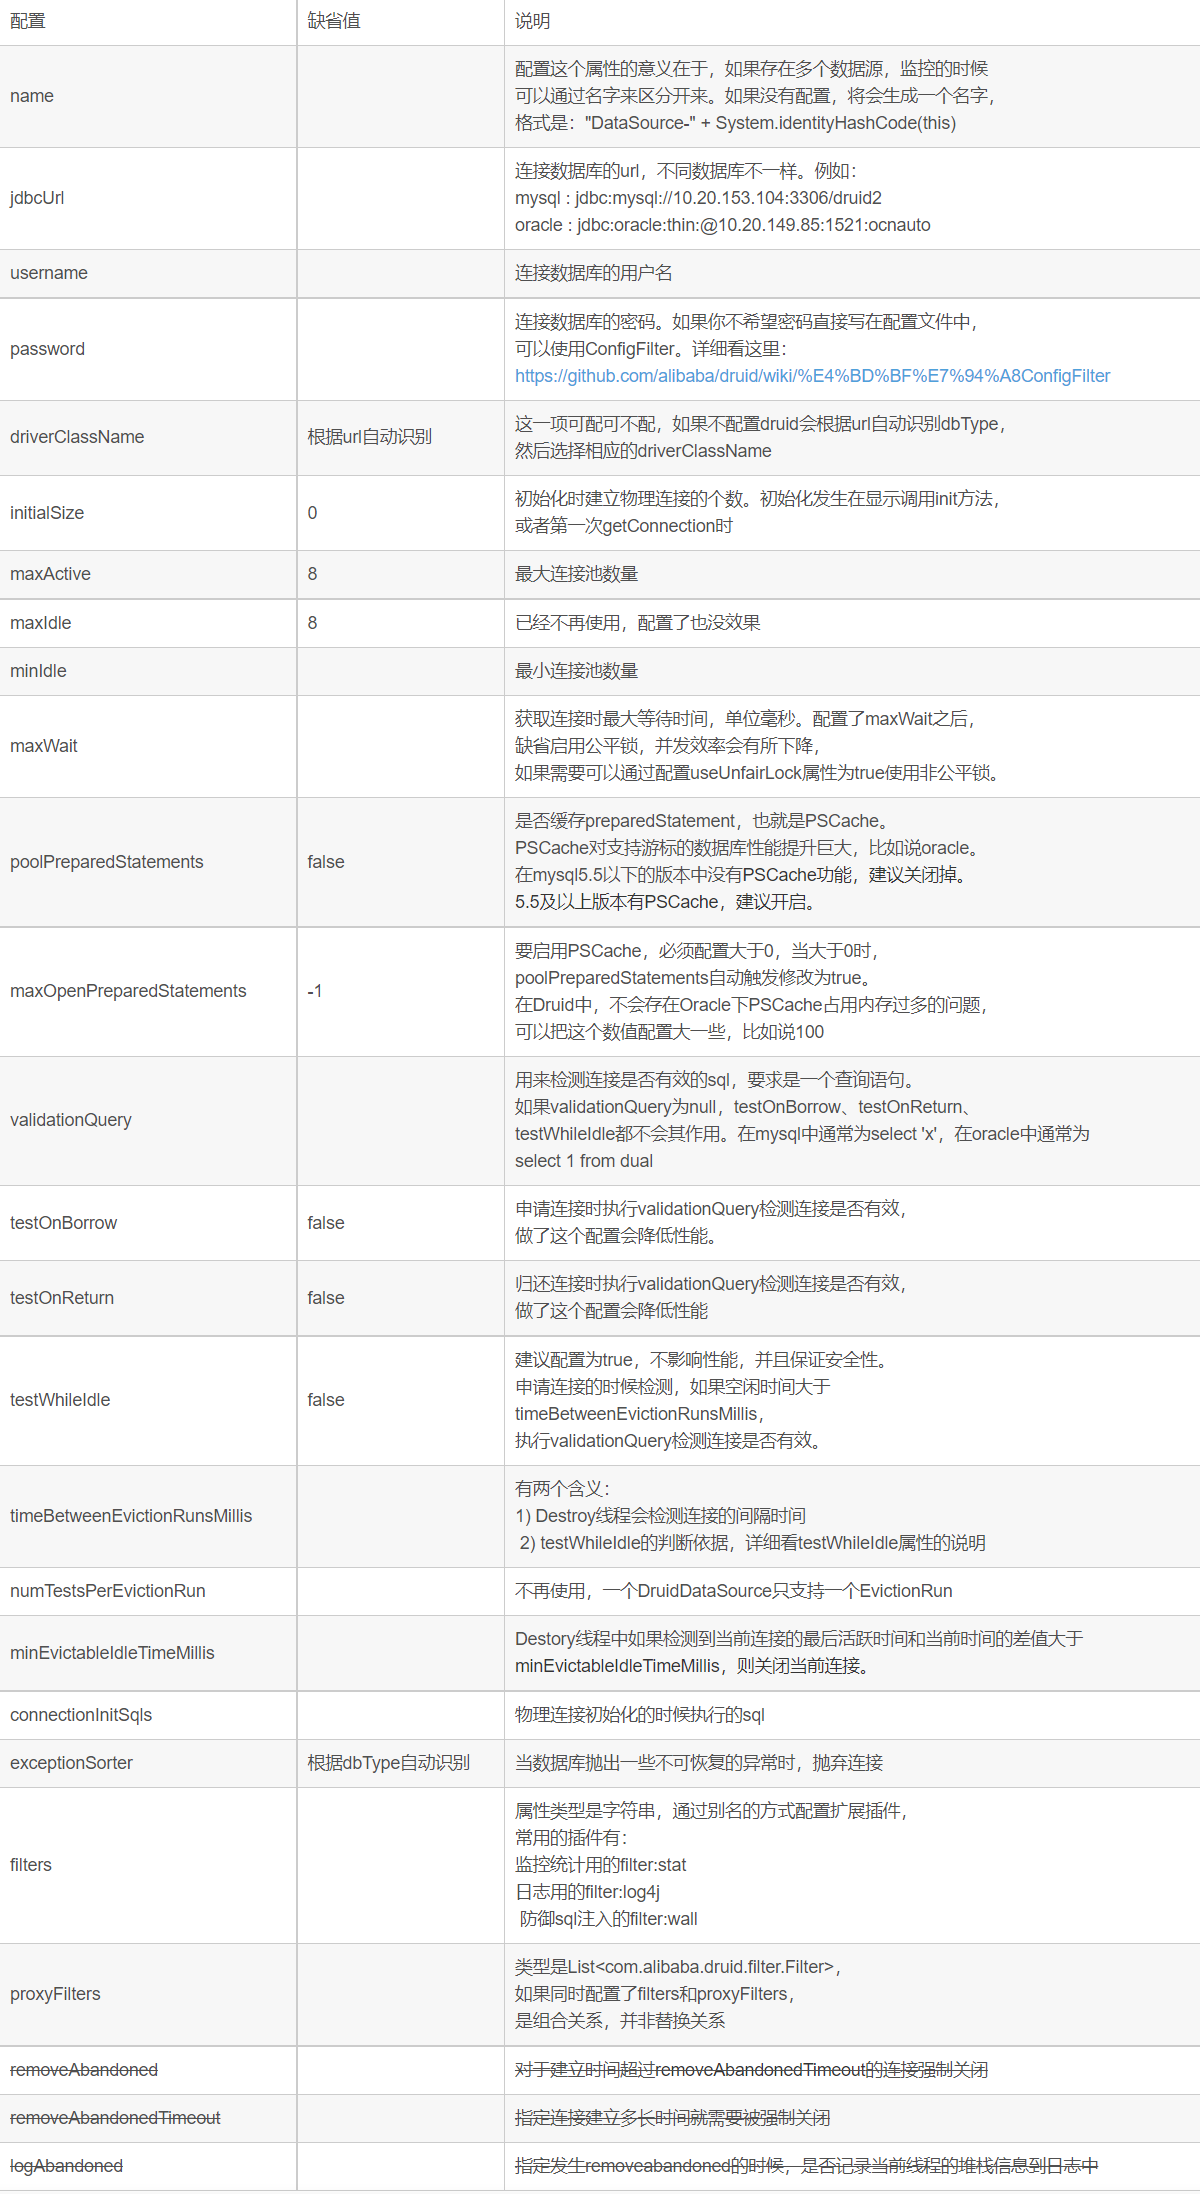 配置 缺省值 说明
配置这个属性的意义在于，如果存在多个数据源，监控的时候
name 可以通过名字来区分开来。如果没有配置，将会生成一个名字，
格式是："DataSource-" + System.identityHashCode(this)
连接数据库的url，不同数据库不一样。例如：
jdbcUrl mysql : jdbc:mysql://10.20.153.104:3306/druid2
oracle : jdbc:oracle:thin:@10.20.149.85:1521:ocnauto
username 连接数据库的用户名
连接数据库的密码。如果你不希望密码直接写在配置文件中，
password 可以使用ConfigFilter。详细看这里：
https://github.com/alibaba/druid/wiki/%E4%BD%BF%E7%94%A8ConfigFilter
driverClassName 根据url自动识别 这一项可配可不配，如果不配置druid会根据url自动识别dbType，
然后选择相应的driverClassName
initialSize 0 初始化时建立物理连接的个数。初始化发生在显示调用init方法，
或者第一次getConnection时
maxActive 8 最大连接池数量
maxIdle 8 已经不再使用，配置了也没效果
minIdle 最小连接池数量
获取连接时最大等待时间，单位毫秒。配置了maxWait之后，
maxWait 缺省启用公平锁，并发效率会有所下降，
如果需要可以通过配置useUnfairLock属性为true使用非公平锁。
是否缓存preparedStatement，也就是PSCache。
poolPreparedStatements false PSCache对支持游标的数据库性能提升巨大，比如说oracle。
在mysql5.5以下的版本中没有PSCache功能，建议关闭掉。
5.5及以上版本有PSCache，建议开启。
要启用PSCache，必须配置大于0，当大于0时，
maxOpenPreparedStatements -1 poolPreparedStatements自动触发修改为true。
在Druid中，不会存在Oracle下PSCache占用内存过多的问题，
可以把这个数值配置大一些，比如说100
用来检测连接是否有效的sql，要求是一个查询语句。
validationQuery 如果validationQuery为null，testOnBorrow、testOnReturn、
testWhileIdle都不会其作用。在mysql中通常为select 'x'，在oracle中通常为
select 1 from dual
testOnBorrow false 申请连接时执行validationQuery检测连接是否有效，
做了这个配置会降低性能。
testOnReturn false 归还连接时执行validationQuery检测连接是否有效，
做了这个配置会降低性能
建议配置为true，不影响性能，并且保证安全性。
testWhileIdle false 申请连接的时候检测，如果空闲时间大于
timeBetweenEvictionRunsMillis，
执行validationQuery检测连接是否有效。
有两个含义：
timeBetweenEvictionRunsMillis 1) Destroy线程会检测连接的间隔时间
2) testWhileIdle的判断依据，详细看testWhileIdle属性的说明
numTestsPerEvictionRun 不再使用，一个DruidDataSource只支持一个EvictionRun
minEvictableIdleTimeMillis Destory线程中如果检测到当前连接的最后活跃时间和当前时间的差值大于
minEvictableIdleTimeMillis，则关闭当前连接。
connectionInitSqls 物理连接初始化的时候执行的sql
exceptionSorter 根据dbType自动识别 当数据库抛出一些不可恢复的异常时，抛弃连接
属性类型是字符串，通过别名的方式配置扩展插件，
常用的插件有：
filters 监控统计用的filter:stat
日志用的filter:log4j
防御sql注入的filter:wall
类型是List<com.alibaba.druid.filter.Filter>，
proxyFilters 如果同时配置了filters和proxyFilters，
是组合关系，并非替换关系
removeAbandoned 对于建立时间超过removeAbandonedTimeout的连接强制关闭
removeAbandonedTimeout 指定连接建立多长时间就需要被强制关闭
logAbandoned 指定发生removeabandoned的时候，是否记录当前线程的堆栈信息到日志中